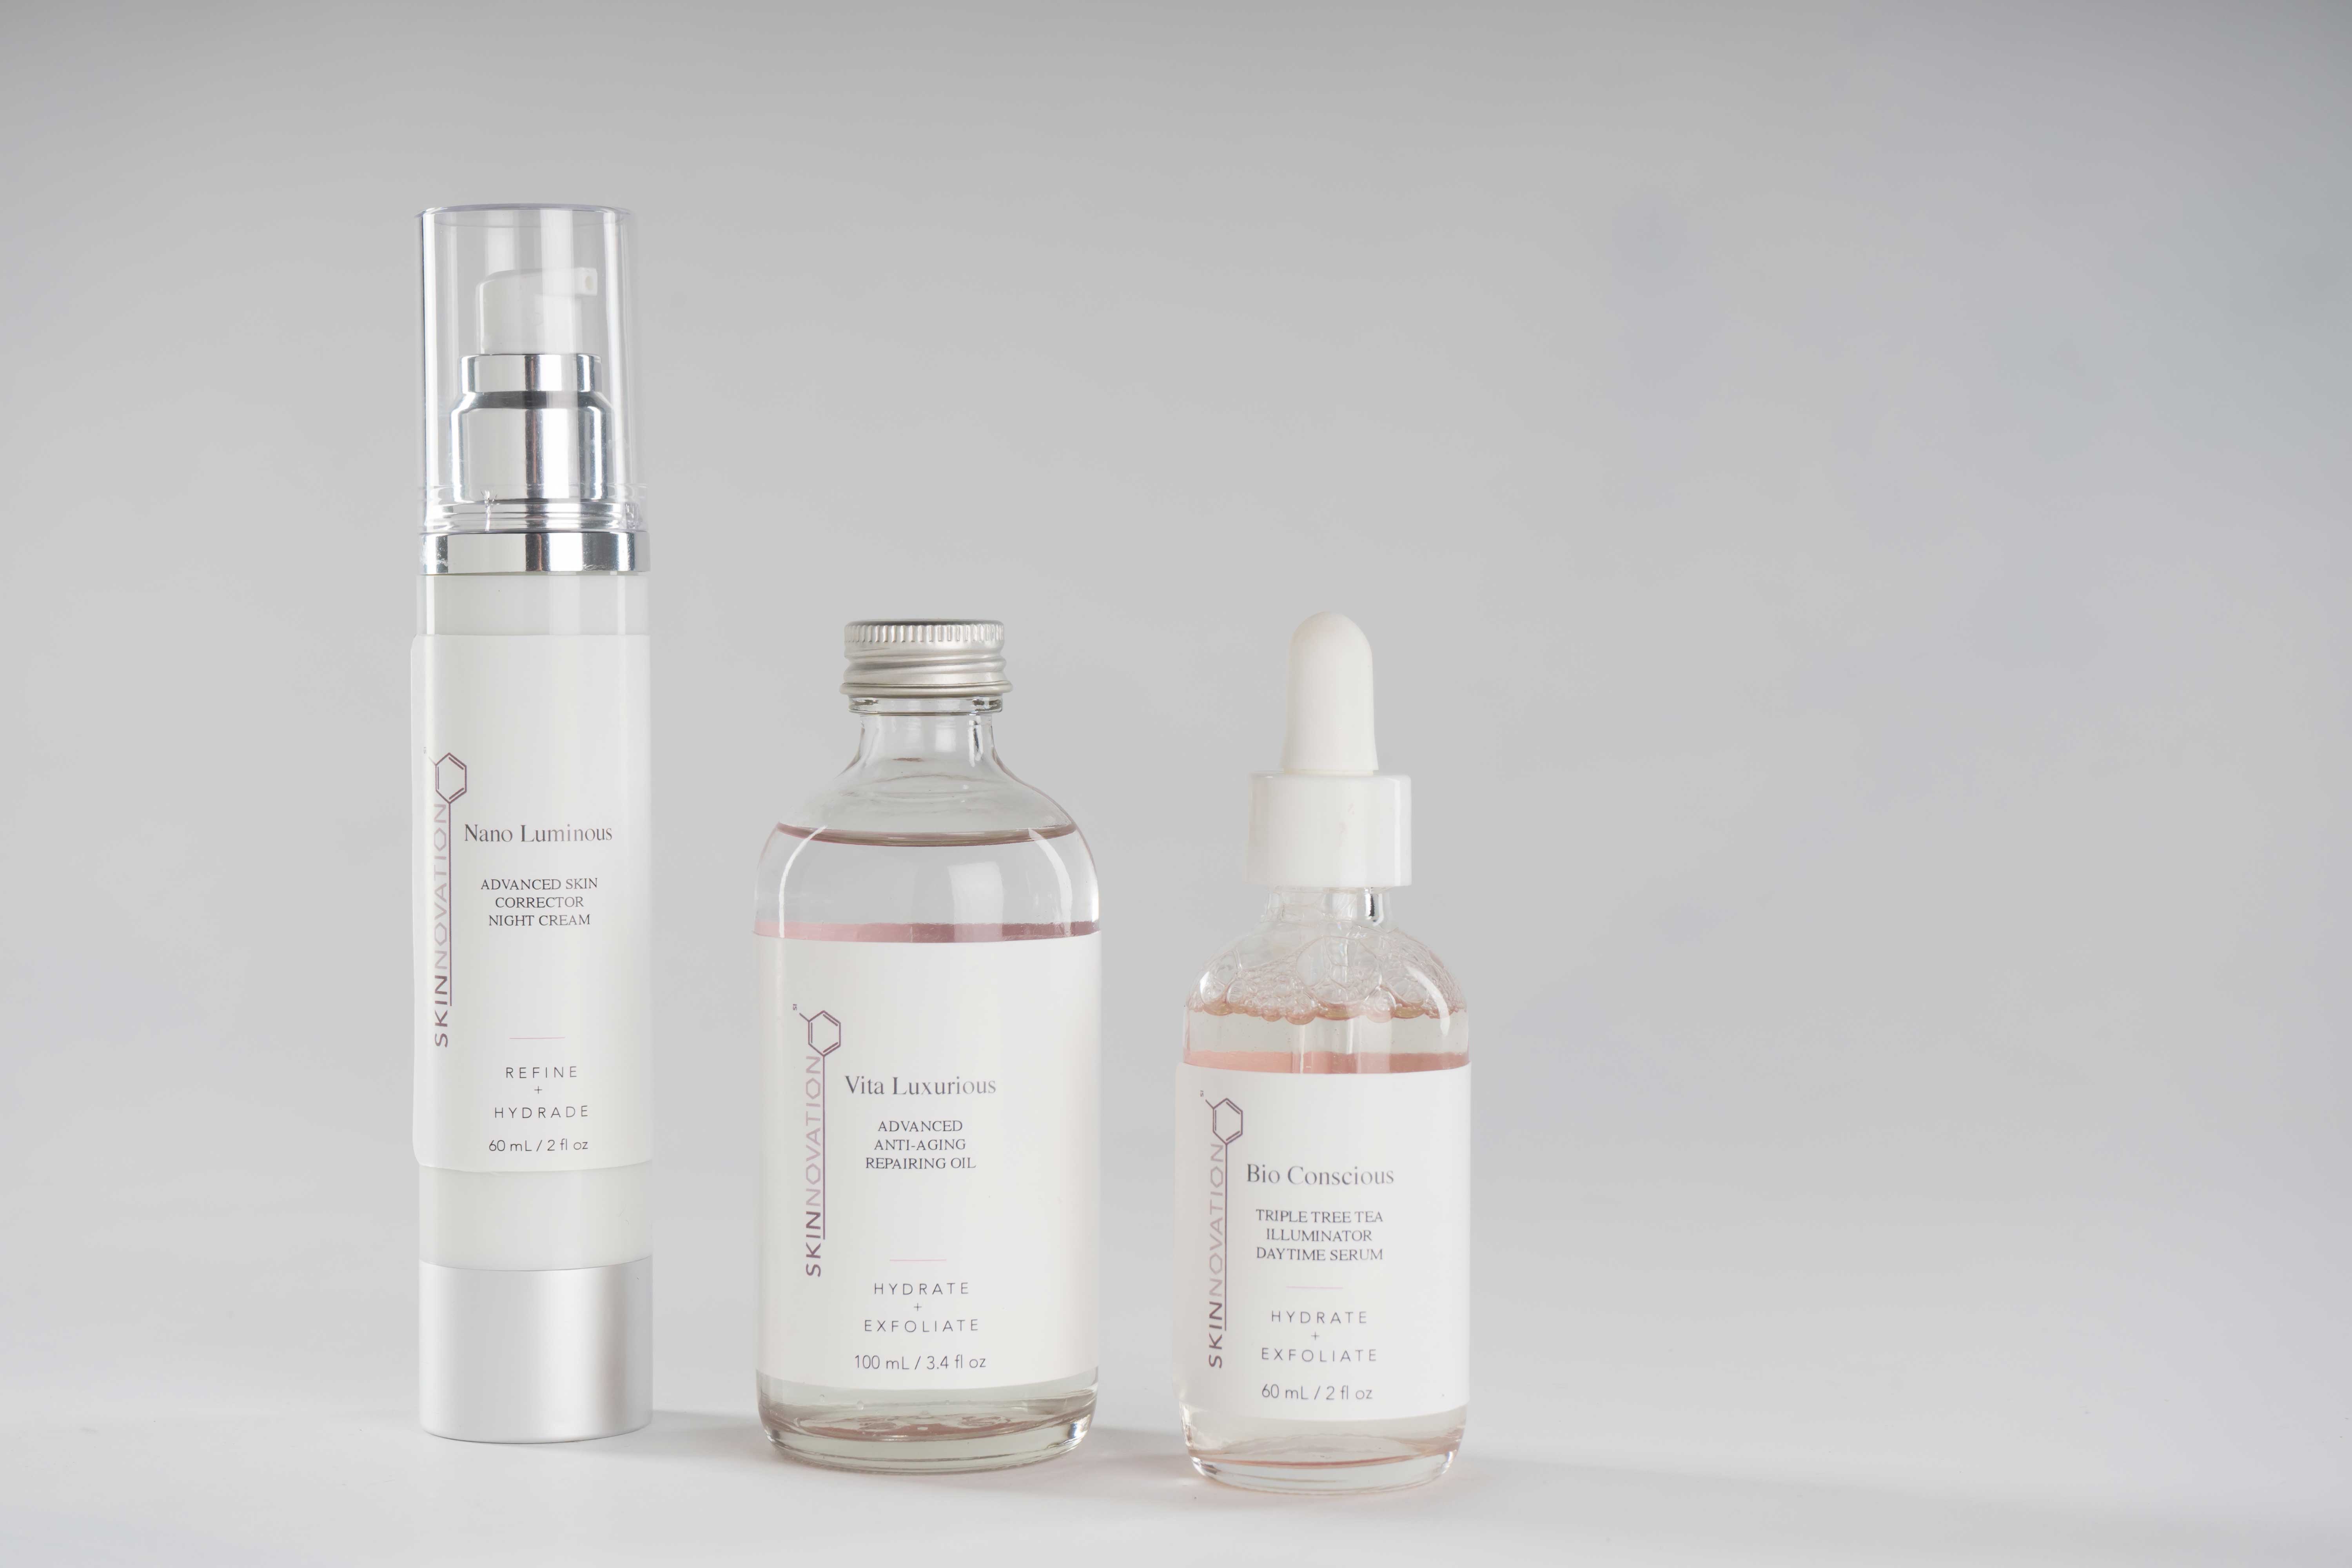 SKINNOVATION
Nano Luminous
ADVANCED SKIN
CORRECTOR
NIGHT CREAM
REFINE
+
HYDRADE
60 mL / 2 fl oz
SKINNOVATION
Vita Luxurious
ADVANCED
ANTI-AGING
REPAIRING OIL
HYDRATE
+
EXFOLIATE
100 mL / 3.4 fl oz
SKINNOVATION
Bio Conscious
TRIPLE TREE TEA
ILLUMINATOR
DAYTIME SERUM
HYDRATE
+
EXFOLIATE
60 mL / 2 fl oz